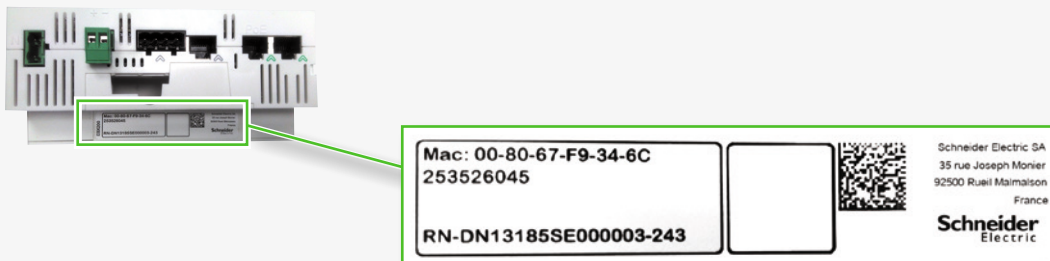 Mac: 00-80-67-F9-34-6C
253526045
RN-DN13185SE000003-243
Schneider Electric SA
35 rue Joseph Monier
92500 Rueil Malmaison
France
Schneider
Electric